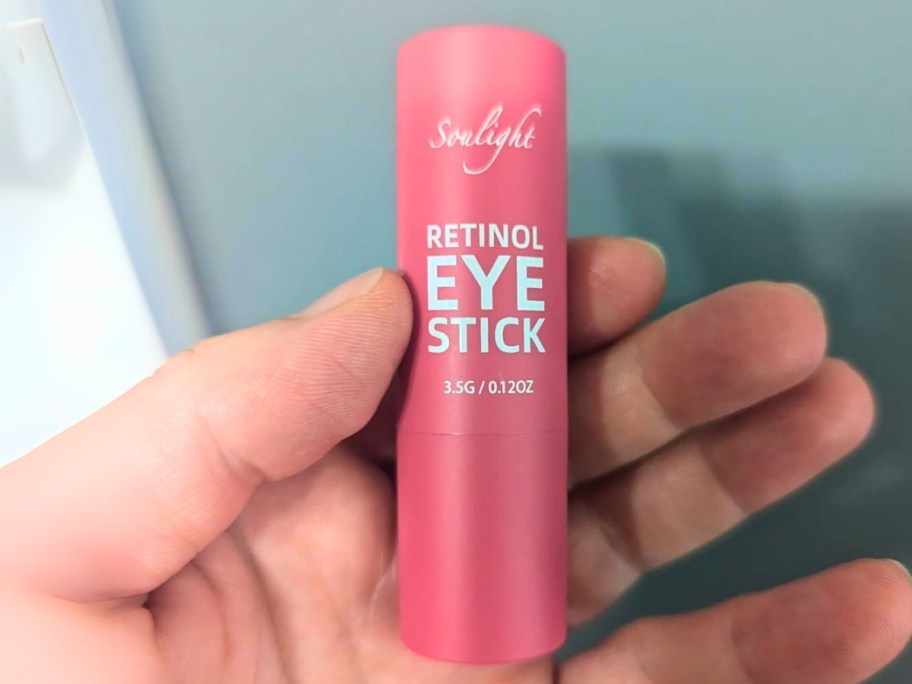 Soulight
RETINOL
EYE
STICK
3.5G / 0.12OZ